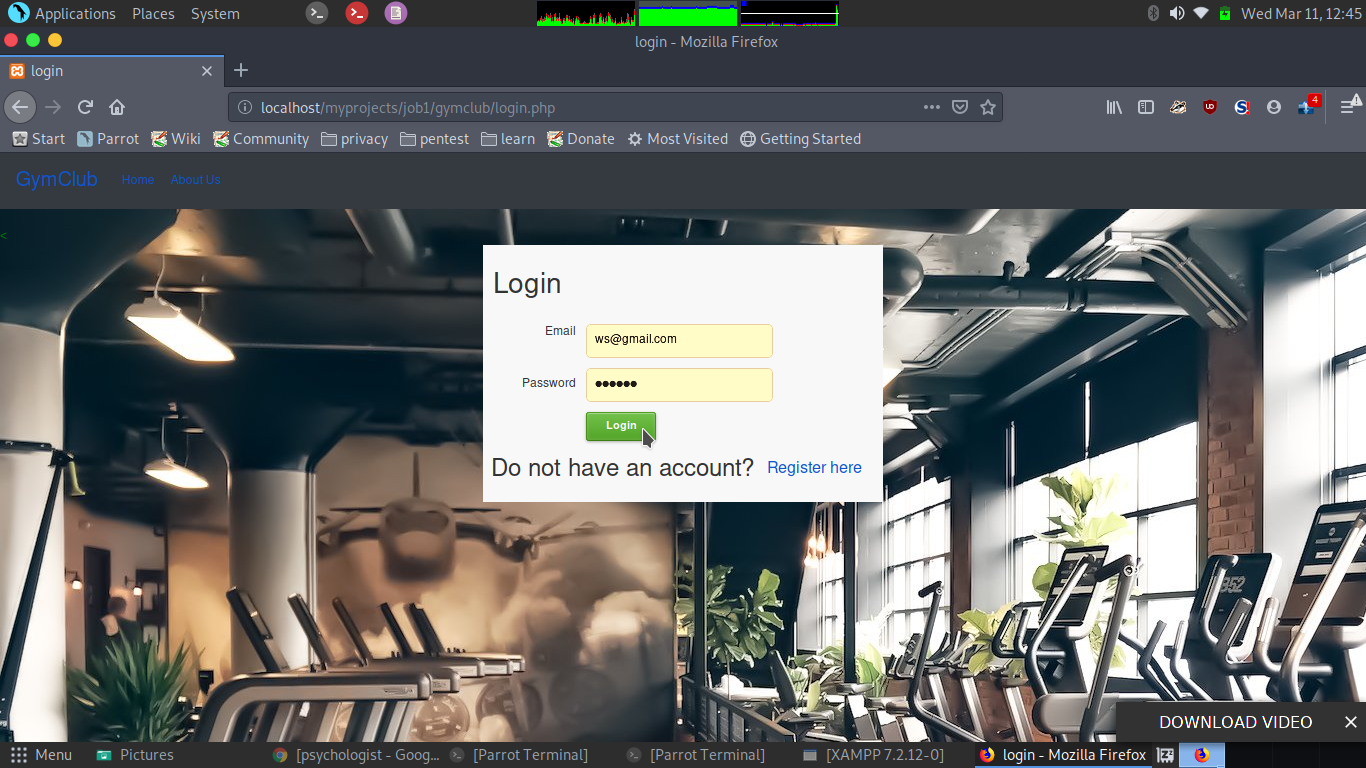 Applications Places System Wed Mar 11, 12:45
login - Mozilla Firefox
login
localhost/myprojects/job1/gymclub/login.php 4
Start Parrot Wiki Community privacy pentest learn Donate Most Visited Getting Started
GymClub Home About Us
<
Login
Email ws@gmail.com
Password ●●●●●●
Login
Do not have an account? Register here
DOWNLOAD VIDEO
Menu Pictures [psychologist - Goog... [Parrot Terminal] [Parrot Terminal] [XAMPP 7.2.12-0] login - Mozilla Firefox